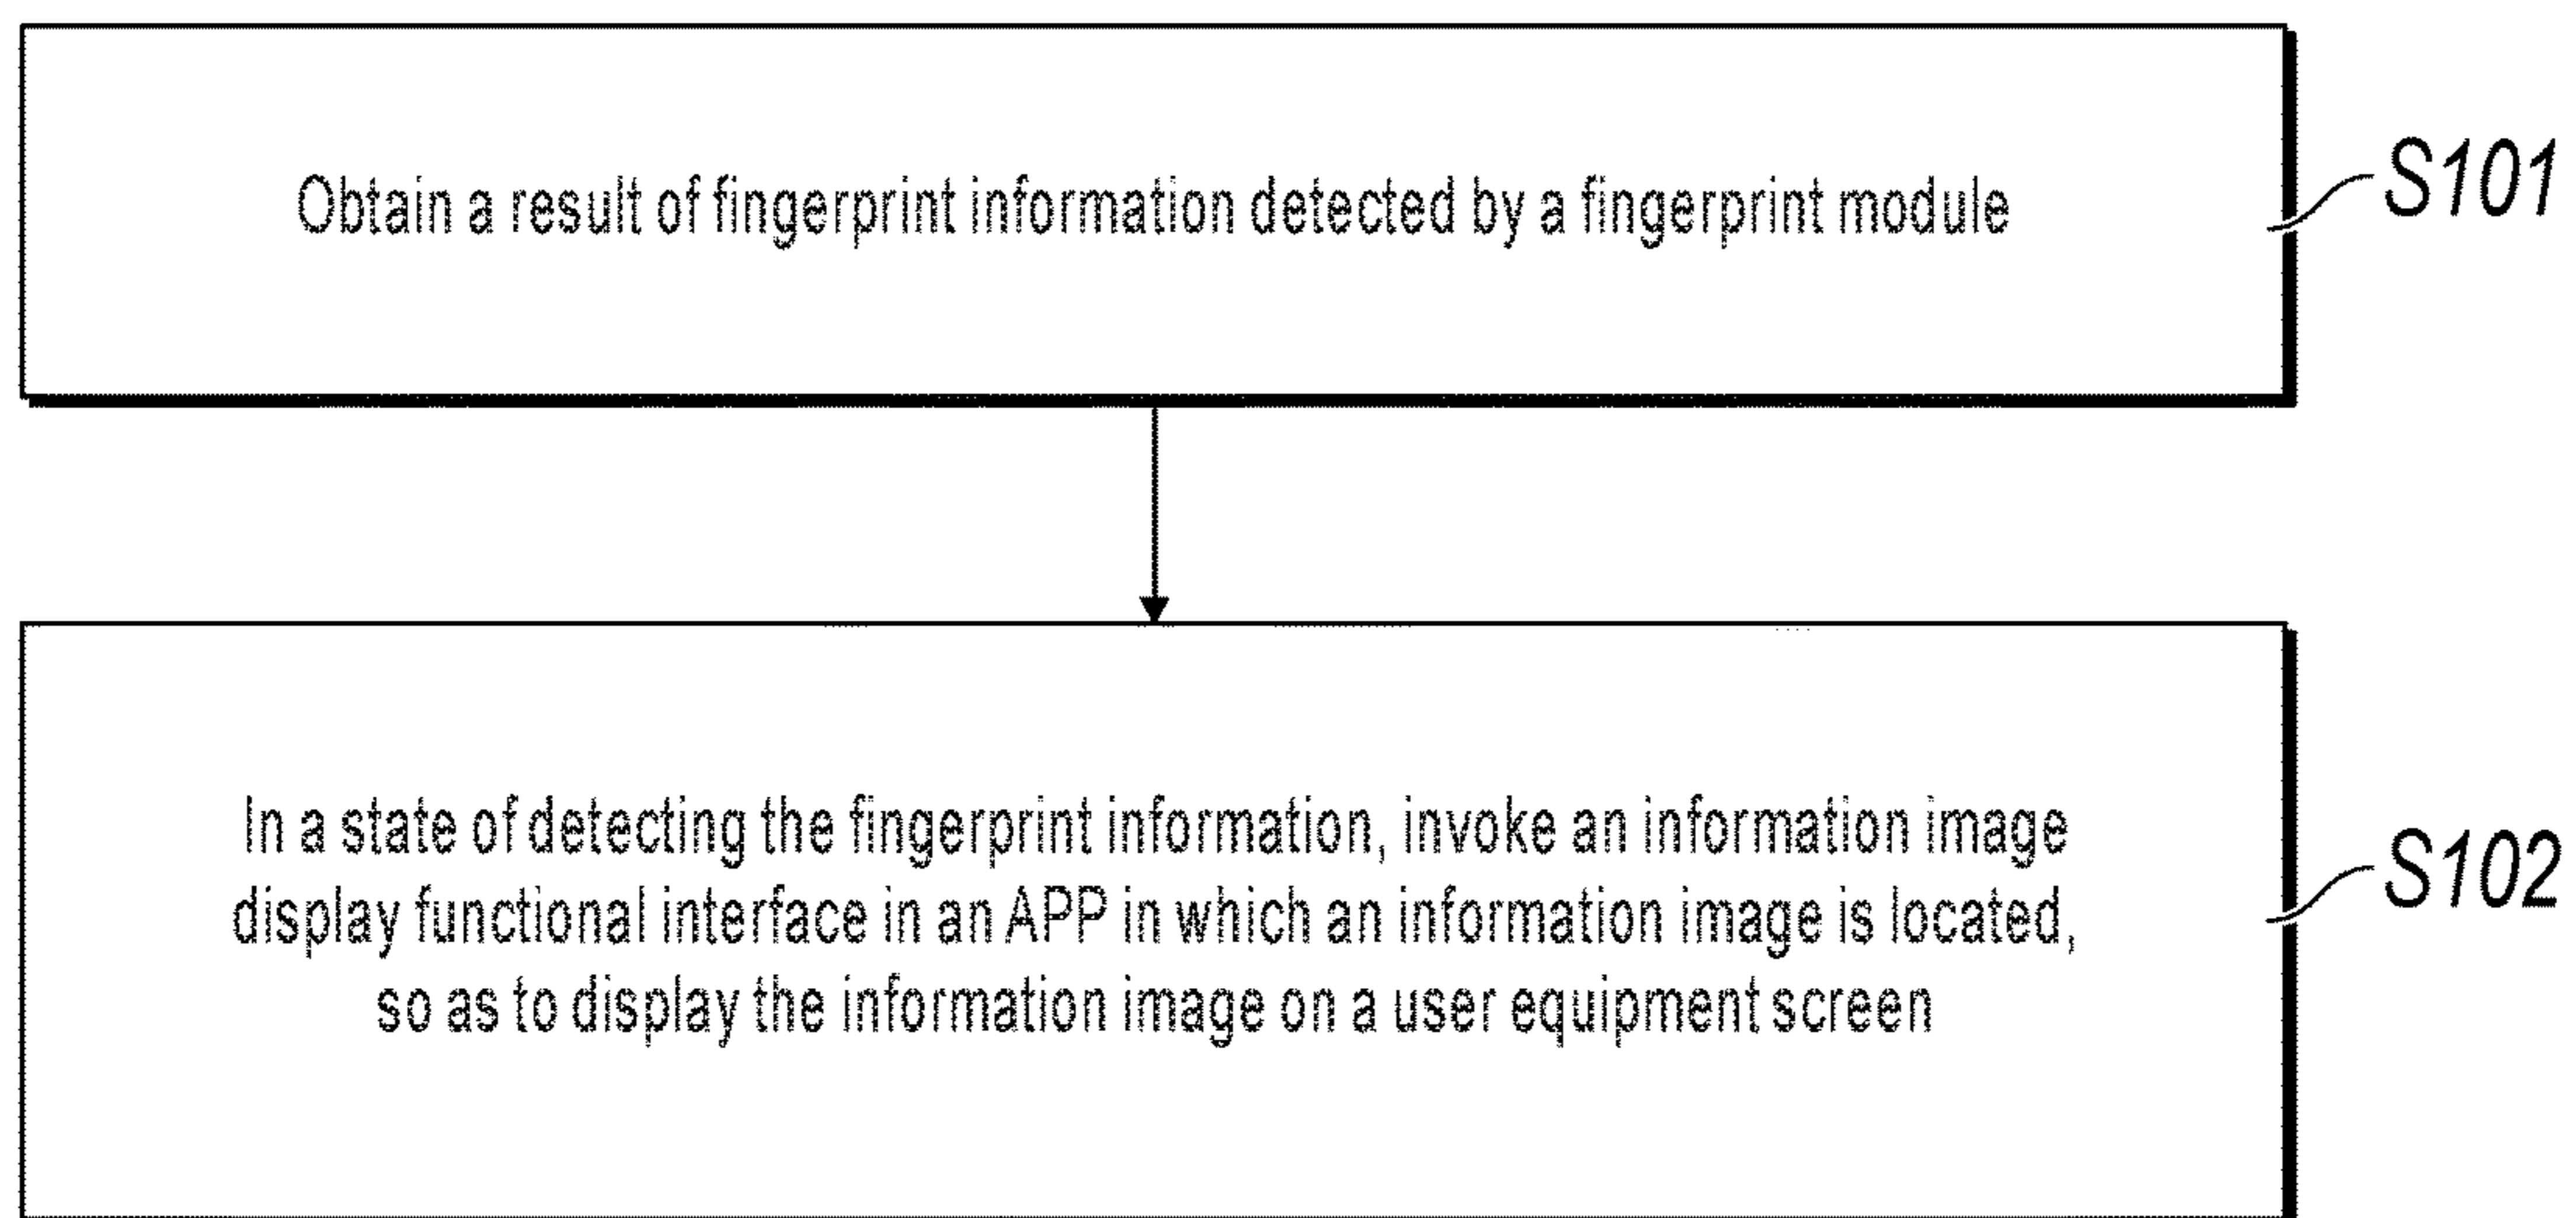 Obtain a result of fingerprint information detected by a fingerprint module
S101
In a state of detecting the fingerprint information, invoke an information image
display functional interface in an APP in which an information image is located,
so as to display the information image on a user equipment screen
S102